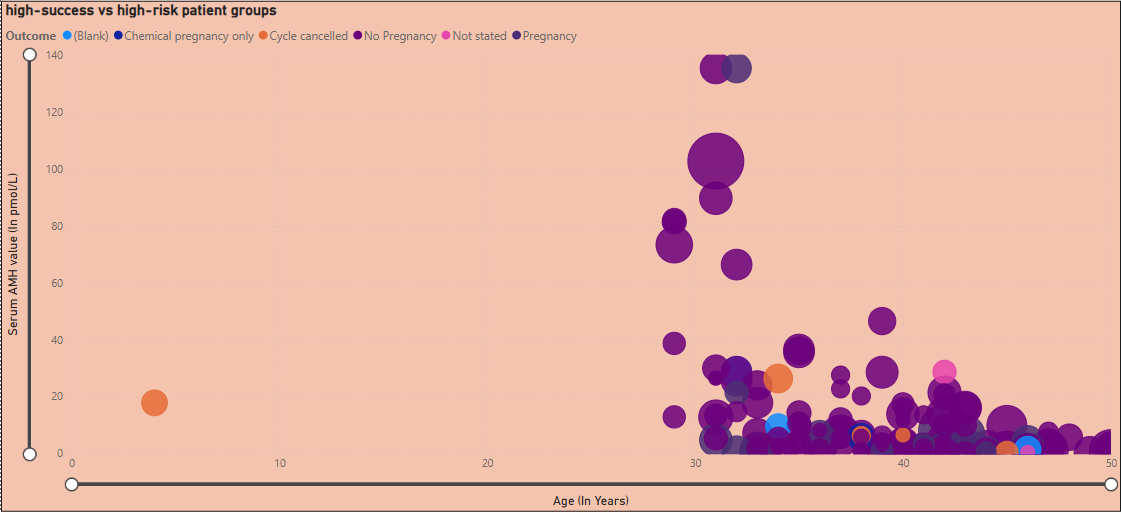 high-success vs high-risk patient groups
Outcome (Blank) Chemical pregnancy only Cycle cancelled No Pregnancy Not stated Pregnancy
140
120
100
80
60
40
20
0
Serum AMH value (In pmol/L)
0 10 20 30 40 50
Age (In Years)